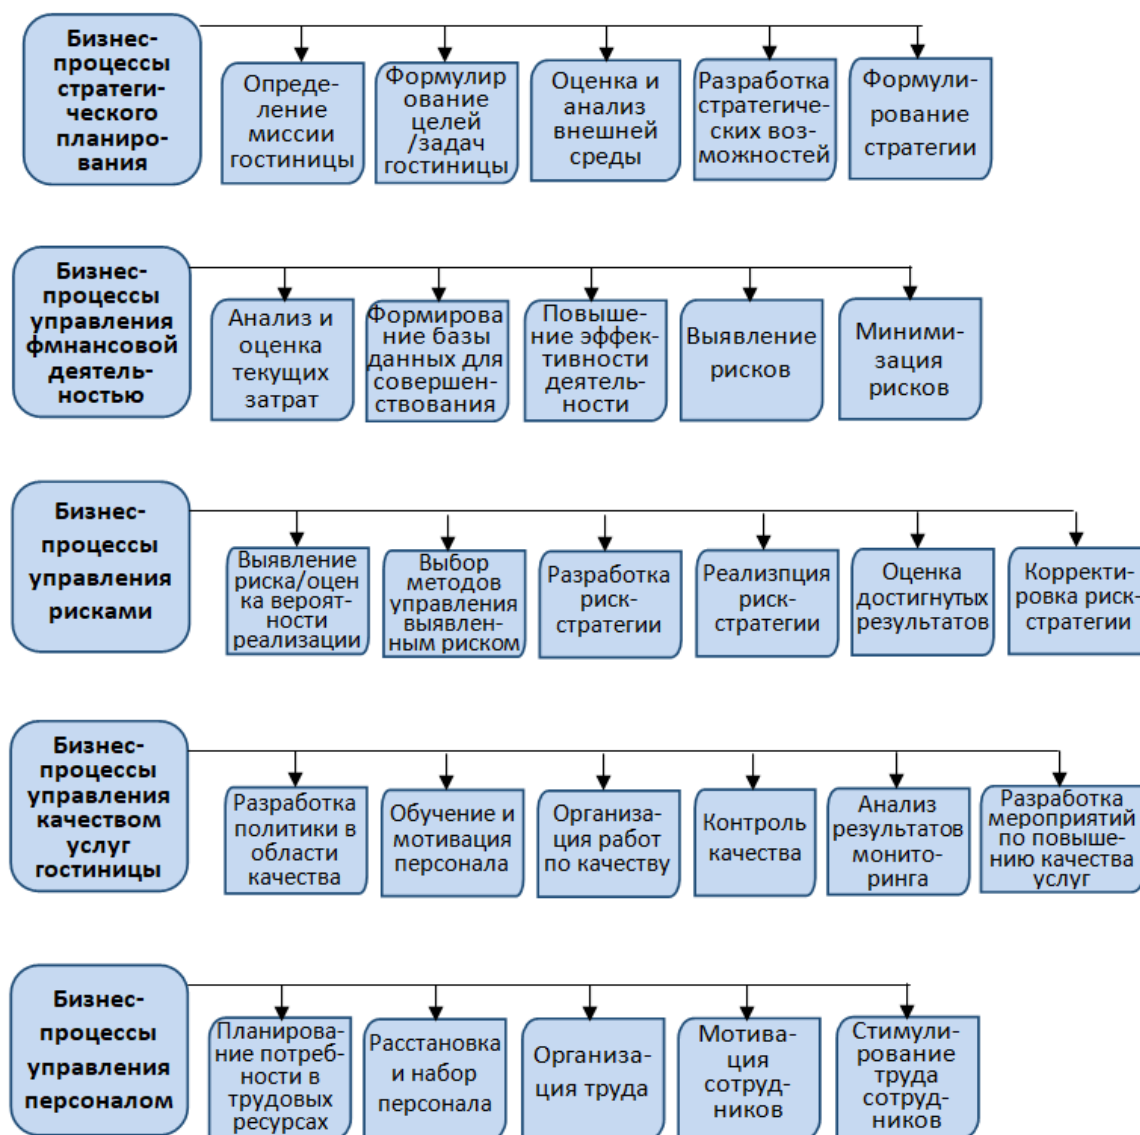 Бизнес-
процессы
стратеги-
ческого
планиро-
вания
Опреде-
ление
миссии
гостиницы
Формулир
ование
целей
/задач
гостиницы
Оценка и
анализ
внешней
среды
Разработка
стратегиче-
ских воз-
можностей
Формули-
рование
стратегии
Бизнес-
процессы
управления
фмнансовой
деятель-
ностью
Анализ и
оценка
текущих
затрат
Формирова
ние базы
данных для
совершен-
ствования
Повыше-
ние эффек-
тивности
деятель-
ности
Выявление
рисков
Миними-
зация
рисков
Бизнес-
процессы
управления
рисками
Выявление
риска/оцен
ка вероят-
ности
реализации
Выбор
методов
управления
выявлен-
ным риском
Разработка
риск-
стратегии
Реализпция
риск-
стратегии
Оценка
достигнутых
результатов
Корректи-
ровка риск-
стратегии
Бизнес-
процессы
управления
качеством
услуг
гостиницы
Разработка
политики в
области
качества
Обучение и
мотивация
персонала
Организа-
ция работ
по качеству
Контроль
качества
Анализ
результатов
монито-
ринга
Разработка
мероприятий
по повыше-
нию качества
услуг
Бизнес-
процессы
управления
персоналом
Планирова-
ние потреб-
ности в
трудовых
ресурсах
Расстановка
и набор
персонала
Организа-
ция труда
Мотива-
ция
сотруд-
ников
Стимули-
рование
труда
сотруд-
ников